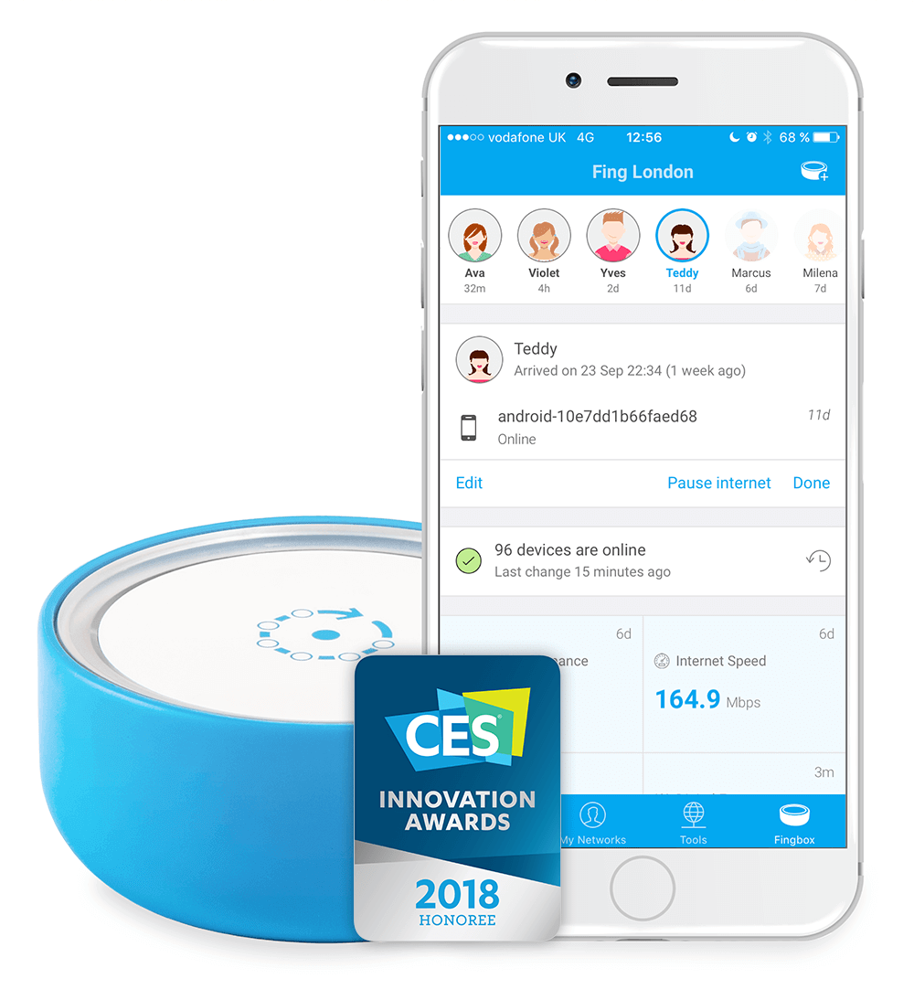 vodafone UK 4G 12:56 68 %
Fing London
Ava Violet Yves Teddy Marcus Milena
32m 4h 2d 11d 6d 7d
Teddy
Arrived on 23 Sep 22:34 (1 week ago)
android-10e7dd1b66faed68 11d
Online
Edit Pause internet Done
96 devices are online
Last change 15 minutes ago
6d 6d
Internet Speed
164.9 Mbps
3m
My Networks Tools Fingbox
CES
INNOVATION
AWARDS
2018
HONOREE